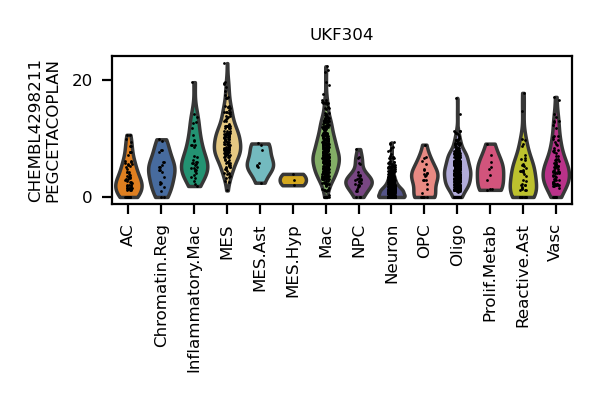 UKF304
CHEMBL4298211
PEGCETACOPLAN
20
0
AC
Chromatin.Reg
Inflammatory.Mac
MES
MES.Ast
MES.Hyp
Mac
NPC
Neuron
OPC
Oligo
Prolif.Metab
Reactive.Ast
Vasc